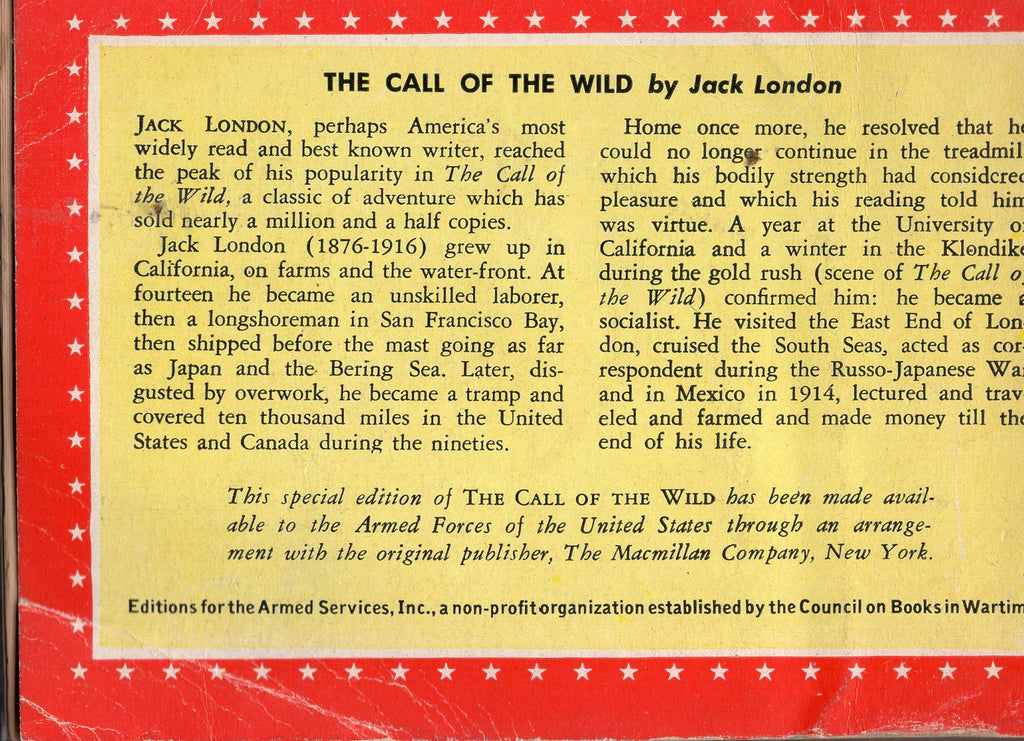 THE CALL OF THE WILD by Jack London
JACK LONDON, perhaps America's most
widely read and best known writer, reached
the peak of his popularity in The Call of
the Wild, a classic of adventure which has
sold nearly a million and a half copies.
Jack London (1876-1916) grew up in
California, on farms and the water-front. At
fourteen he became an unskilled laborer,
then a longshoreman in San Francisco Bay,
then shipped before the mast going as far
as Japan and the Bering Sea. Later, dis-
gusted by overwork, he became a tramp and
covered ten thousand miles in the United
States and Canada during the nineties.
Home once more, he resolved that he
could no longer continue in the treadmil
which his bodily strength had considered
pleasure and which his reading told him
was virtue. A year at the University o
California and a winter in the Klondike
during the gold rush (scene of The Call o
the Wild) confirmed him: he became a
socialist. He visited the East End of Lon-
don, cruised the South Seas, acted as cor-
respondent during the Russo-Japanese Wa
and in Mexico in 1914, lectured and trav-
eled and farmed and made money till the
end of his life.
This special edition of THE CALL OF THE WILD has been made avail-
able to the Armed Forces of the United States through an arrange-
ment with the original publisher, The Macmillan Company, New York.
Editions for the Armed Services, Inc., a non-profit organization established by the Council on Books in Wartim